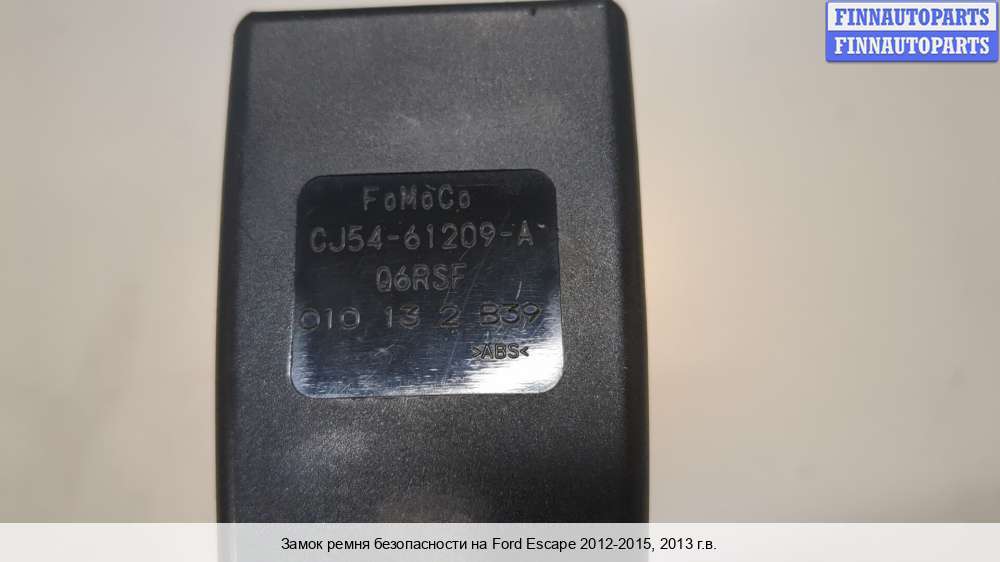 FINNAUTOPARTS
FINNAUTOPARTS
FoMoCo
CJ54-61209-A
Q6RSF
010 13 2 B39
>ABS<
Замок ремня безопасности на Ford Escape 2012-2015, 2013 г.в.